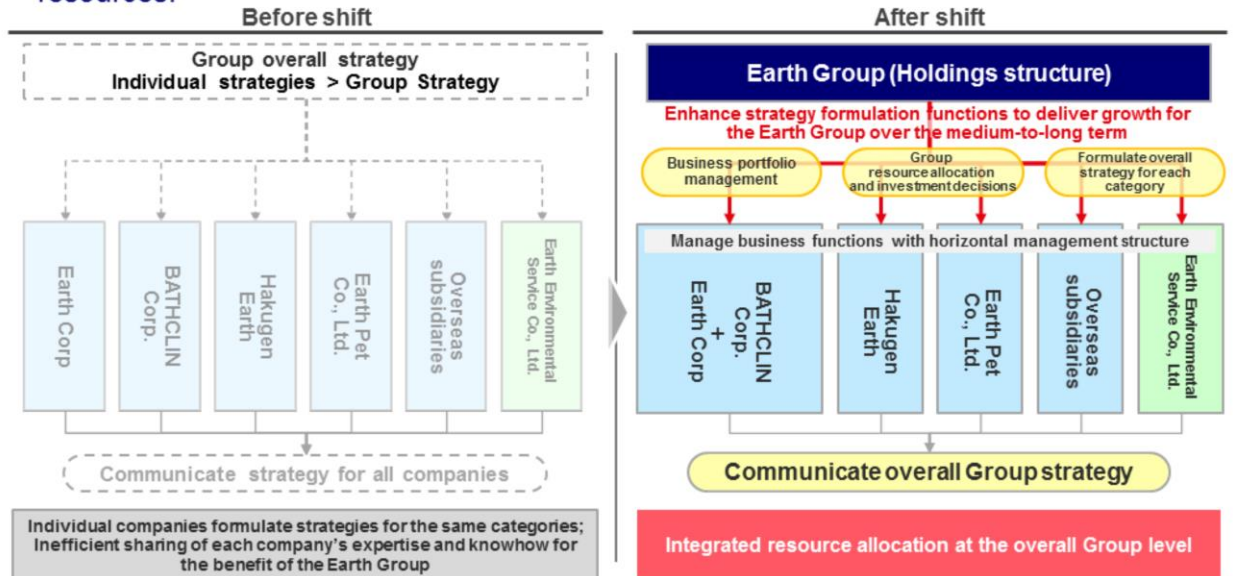 resources.
Before shift
Group overall strategy
Individual strategies > Group Strategy
Earth Corp
BATHCLIN
Corp.
Hakugen
Earth
Earth Pet
Co., Ltd.
Overseas
subsidiaries
Earth Environmental
Service Co., Ltd.
Communicate strategy for all companies
Individual companies formulate strategies for the same categories;
Inefficient sharing of each company's expertise and knowhow for
the benefit of the Earth Group
After shift
Earth Group (Holdings structure)
Enhance strategy formulation functions to deliver growth for
the Earth Group over the medium-to-long term
Business portfolio
management
Group
resource allocation
and investment decisions
Formulate overall
strategy for each
category
Manage business functions with horizontal management structure
BATHCLIN
Corp.
+
Earth Corp
Hakugen
Earth
Earth Pet
Co., Ltd.
Overseas
subsidiaries
Earth Environmental
Service Co., Ltd.
Communicate overall Group strategy
Integrated resource allocation at the overall Group level